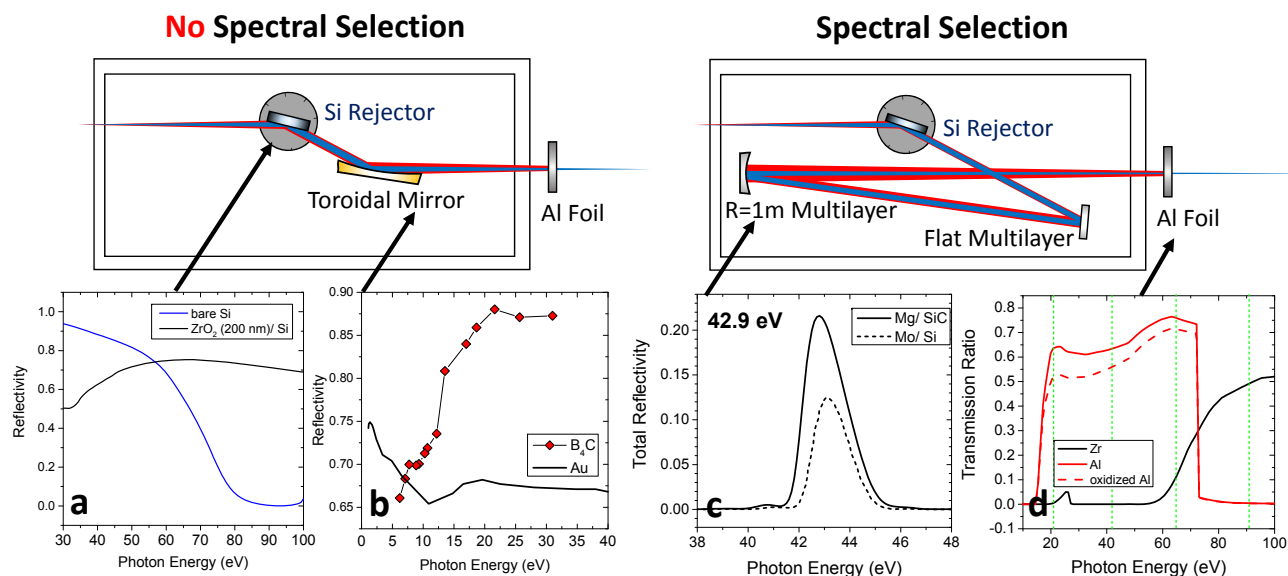 No Spectral Selection
Si Rejector
Toroidal Mirror
Al Foil
Spectral Selection
Si Rejector
R=1m Multilayer
Flat Multilayer
Al Foil
a
Reflectivity
1.0
0.8
0.6
0.4
0.2
0.0
bare Si
ZrO₂ (200 nm)/ Si
30 40 50 60 70 80 90 100
Photon Energy (eV)
b
Reflectivity
0.90
0.85
0.80
0.75
0.70
0.65
B₄C
Au
0 5 10 15 20 25 30 35 40
Photon Energy (eV)
c
42.9 eV
Total Reflectivity
0.20
0.15
0.10
0.05
0.00
Mg/ SiC
Mo/ Si
38 40 42 44 46 48
Photon Energy (eV)
d
Transmission Ratio
0.8
0.7
0.6
0.5
0.4
0.3
0.2
0.1
0.0
-0.1
Zr
Al
oxidized Al
20 40 60 80 100
Photon Energy (eV)